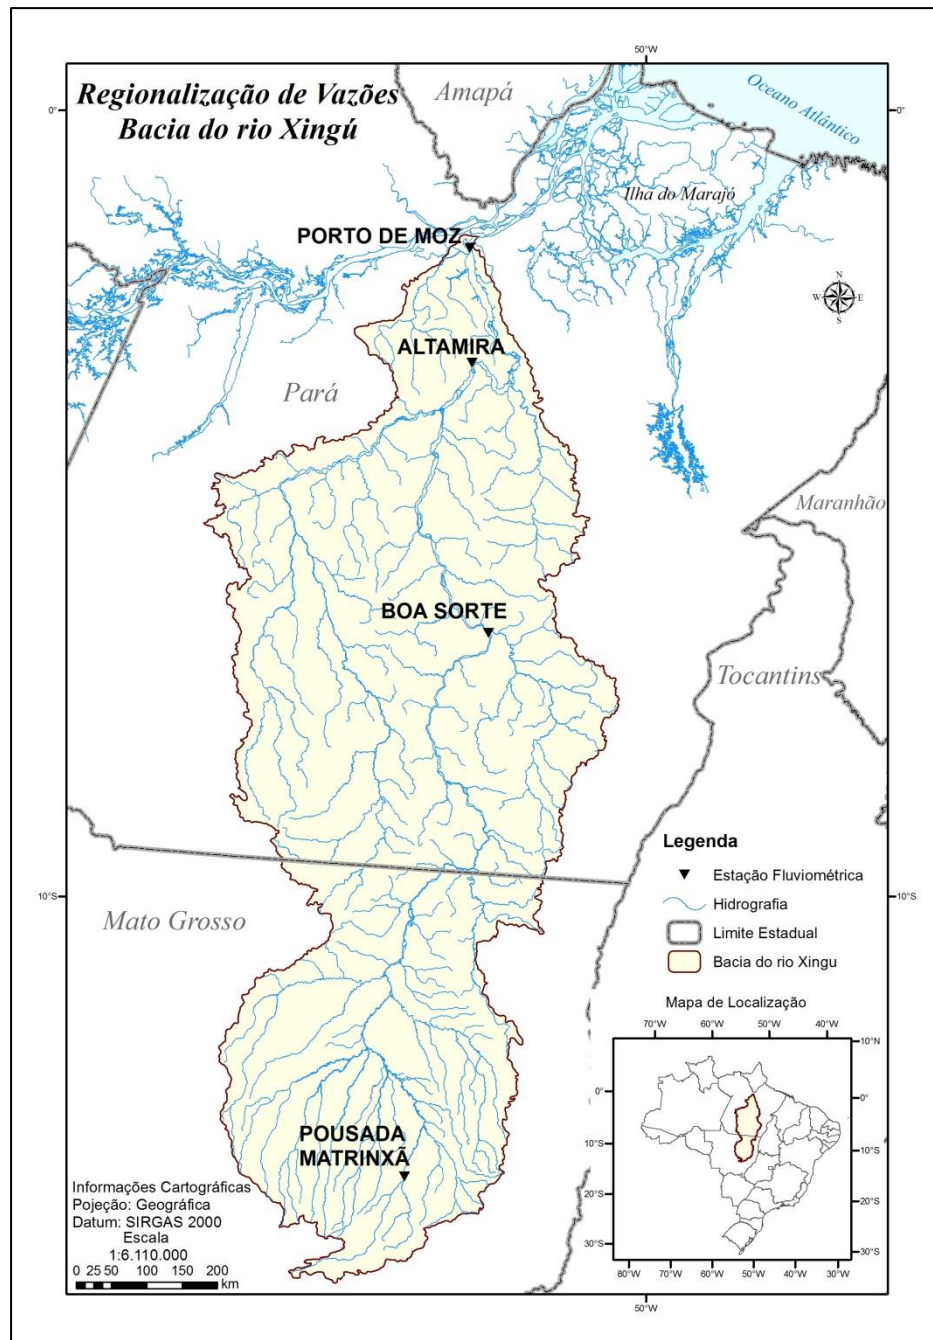 50°W
Regionalização de Vazões
Bacia do rio Xingú
Amapá
Oceano Atlântico
0°
0°
Ilha do Marajó
PORTO DE MOZ
N
W
E
S
ALTAMIRA
Pará
Maranhão
BOA SORTE
Tocantins
Legenda
Estação Fluviométrica
Hidrografia
Limite Estadual
Bacia do rio Xingu
10°S
10°S
Mato Grosso
Mapa de Localização
70°W 60°W 50°W 40°W
10°N
0°
0°
10°S
10°S
20°S
20°S
30°S
30°S
80°W 70°W 60°W 50°W 40°W 30°W
POUSADA
MATRINXÃ
Informações Cartográficas
Pojeção: Geográfica
Datum: SIRGAS 2000
Escala
1:6.110.000
0 25 50 100 150 200
km
50°W